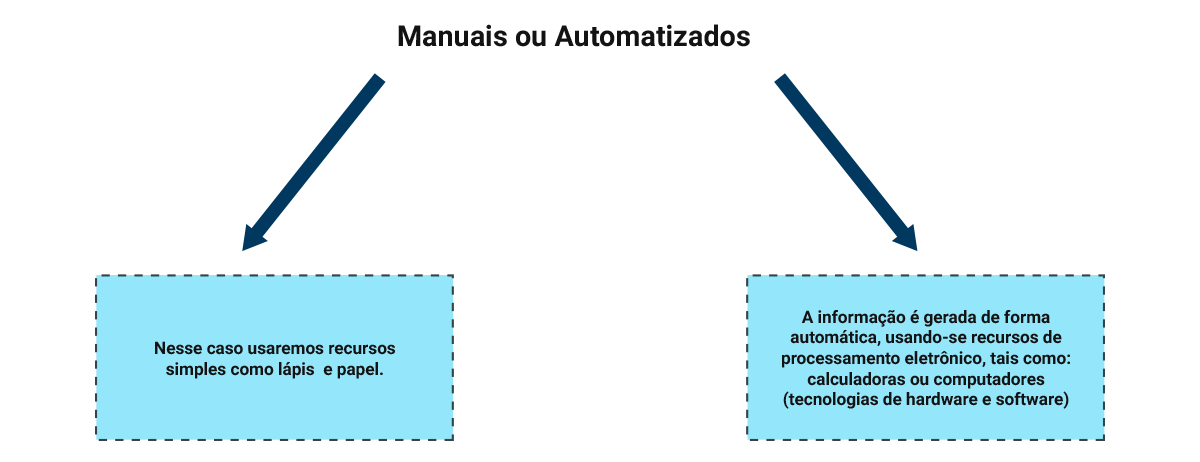 Manuais ou Automatizados
Nesse caso usaremos recursos
simples como lápis e papel.
A informação é gerada de forma
automática, usando-se recursos de
processamento eletrônico, tais como:
calculadoras ou computadores
(tecnologias de hardware e software)